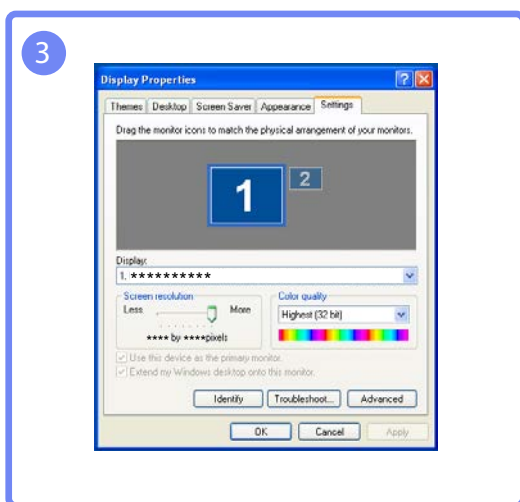 3
Display Properties
Themes Desktop Screen Saver Appearance Settings
Drag the monitor icons to match the physical arrangement of your monitors.
1 2
Display:
1. **********
Screen resolution
Less More
**** by ****pixels
Color quality
Highest (32 bit)
Use this device as the primary monitor.
Extend my Windows desktop onto this monitor.
Identify Troubleshoot... Advanced
OK Cancel Apply